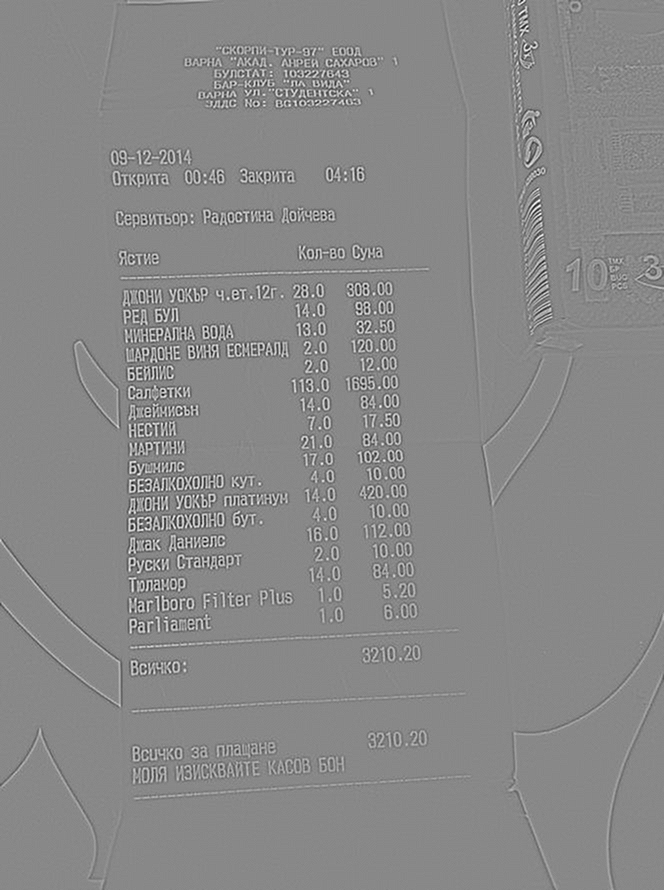 "СКОРПИ-ТУР-97" ЕООД
ВАРНА "АКАД. АНРЕЙ САХАРОВ" 1
БУЛСТАТ: 103227643
БАР-КЛУБ "ЛА ВИДА"
ВАРНА УЛ."СТУДЕНТСКА" 1
ЗДДС No: BG103227463
09-12-2014
Открита 00:46 Закрита 04:16
Сервитьор: Радостина Дойчева
Ястие Кол-во Сума
ДЖОНИ УОКЪР ч.ет.12г. 28.0 308.00
РЕД БУЛ 14.0 98.00
МИНЕРАЛНА ВОДА 13.0 32.50
ШАРДОНЕ ВИНЯ ЕСМЕРАЛД 2.0 120.00
БЕЙЛИС 2.0 12.00
Салфетки 113.0 1695.00
Джеймисън 14.0 84.00
НЕСТИЙ 7.0 17.50
МАРТИНИ 21.0 84.00
Бушмилс 17.0 102.00
БЕЗАЛКОХОЛНО кут. 4.0 10.00
ДЖОНИ УОКЪР платинум 14.0 420.00
БЕЗАЛКОХОЛНО бут. 4.0 10.00
Джак Даниелс 16.0 112.00
Руски Стандарт 2.0 10.00
Тюламор 14.0 84.00
Marlboro Filter Plus 1.0 5.20
Parliament 1.0 6.00
Всичко: 3210.20
Всичко за плащане 3210.20
МОЛЯ ИЗИСКВАЙТЕ КАСОВ БОН
10
3